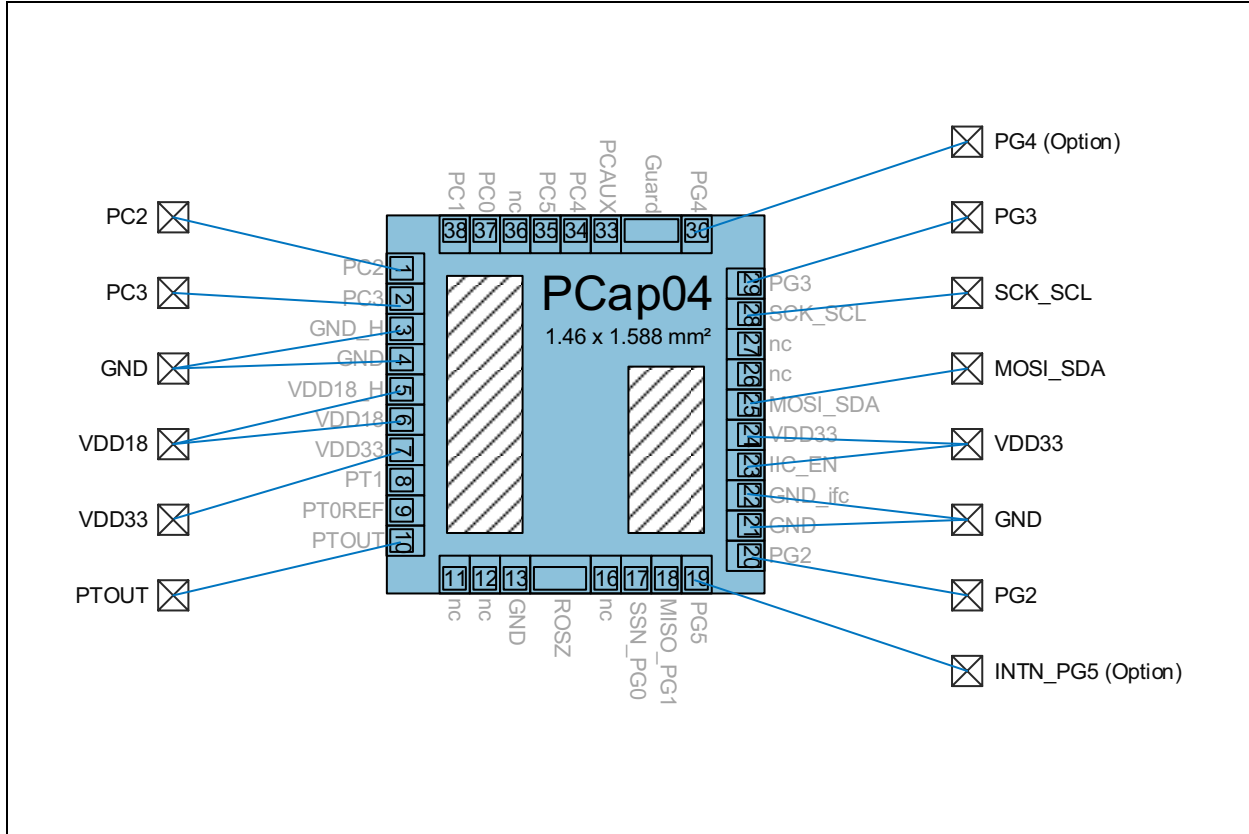 PC2
PC3
GND
VDD18
VDD33
PTOUT
PC1
PC0
nc
PC5
PC4
PCAUX
Guard
PG4
38
37
36
35
34
33
30
PC2 1
PC3 2
GND_H 3
GND 4
VDD18_H 5
VDD18 6
VDD33 7
PT1 8
PT0REF 9
PTOUT 10
PCap04
1.46 x 1.588 mm²
29 PG3
28 SCK_SCL
27 nc
26 nc
25 MOSI_SDA
24 VDD33
23 IIC_EN
22 GND_ifc
21 GND
20 PG2
11
12
13
16
17
18
19
nc
nc
GND
ROSZ
nc
SSN_PG0
MISO_PG1
PG5
PG4 (Option)
PG3
SCK_SCL
MOSI_SDA
VDD33
GND
PG2
INTN_PG5 (Option)